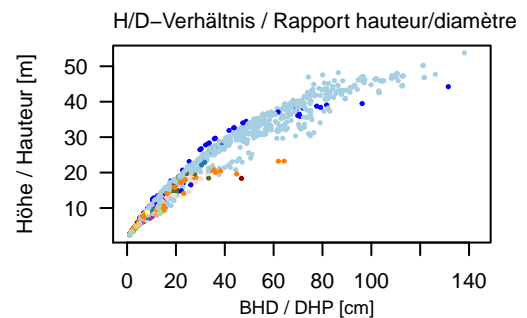 H/D−Verhältnis / Rapport hauteur/diamètre
Höhe / Hauteur [m]
50
40
30
20
10
0 20 40 60 80 100 140
BHD / DHP [cm]